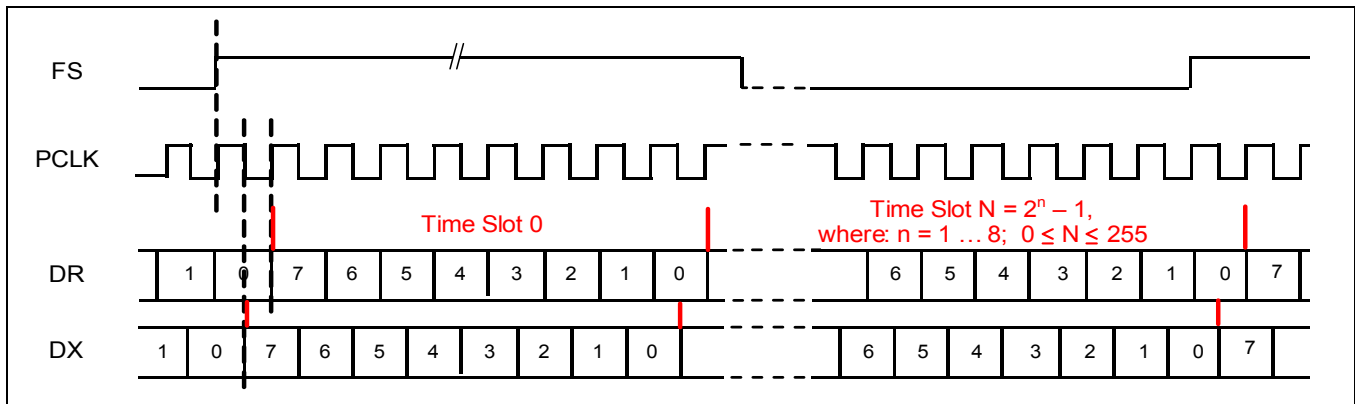 FS
PCLK
Time Slot 0
Time Slot N = 2ⁿ – 1,
where: n = 1 … 8; 0 ≤ N ≤ 255
DR 1 0 7 6 5 4 3 2 1 0 6 5 4 3 2 1 0 7
DX 1 0 7 6 5 4 3 2 1 0 6 5 4 3 2 1 0 7